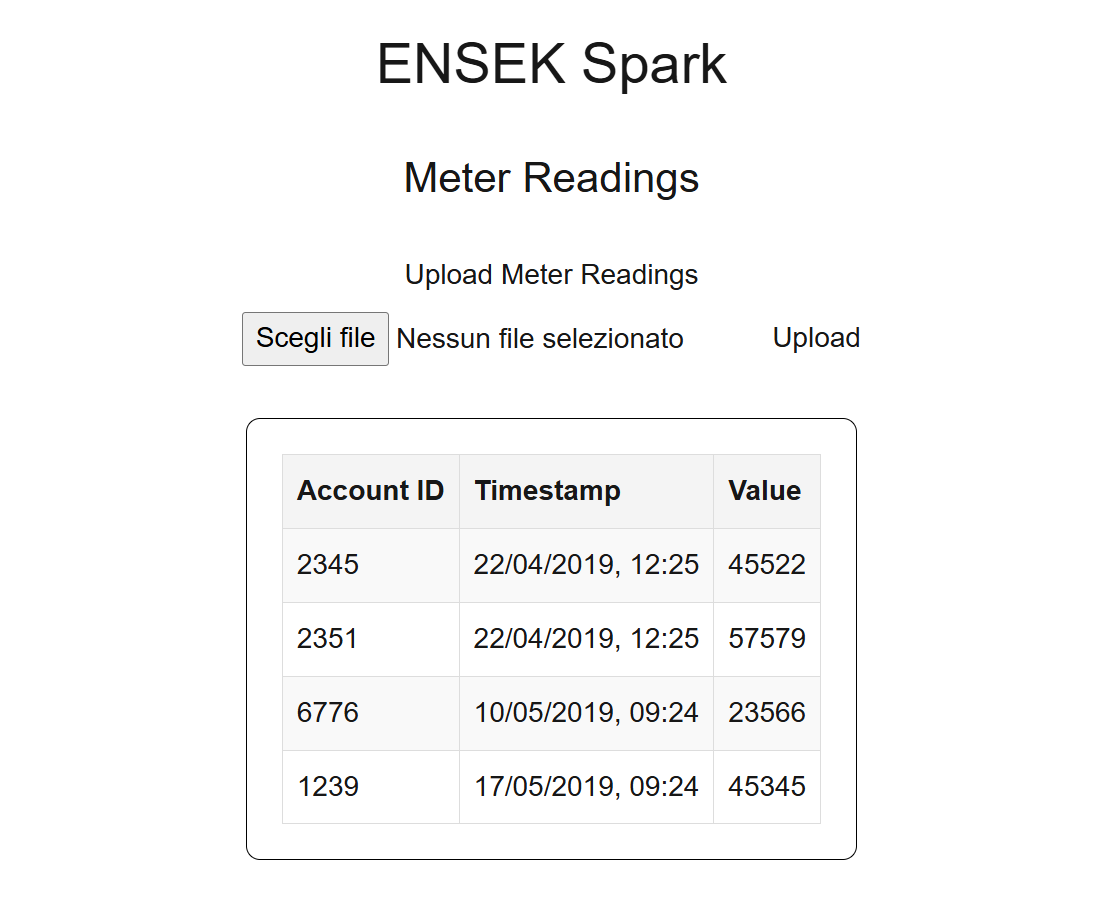 ENSEK Spark
Meter Readings
Upload Meter Readings
Scegli file Nessun file selezionato Upload
Account ID Timestamp Value
2345 22/04/2019, 12:25 45522
2351 22/04/2019, 12:25 57579
6776 10/05/2019, 09:24 23566
1239 17/05/2019, 09:24 45345